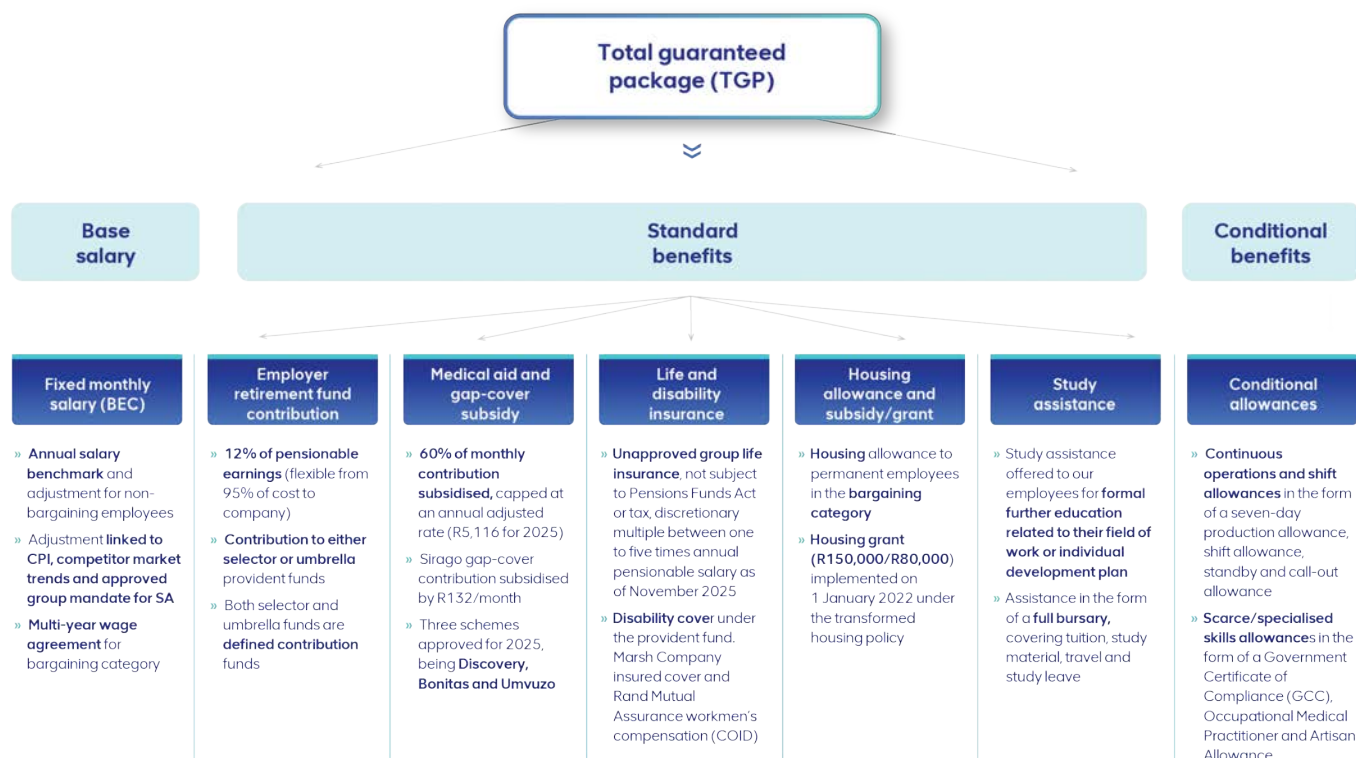 Total guaranteed
package (TGP)
Base
salary
Standard
benefits
Conditional
benefits
Fixed monthly
salary (BEC)
» Annual salary
benchmark and
adjustment for non-
bargaining employees
» Adjustment linked to
CPI, competitor market
trends and approved
group mandate for SA
» Multi-year wage
agreement for
bargaining category
Employer
retirement fund
contribution
» 12% of pensionable
earnings (flexible from
95% of cost to
company)
» Contribution to either
selector or umbrella
provident funds
» Both selector and
umbrella funds are
defined contribution
funds
Medical aid and
gap-cover
subsidy
» 60% of monthly
contribution
subsidised, capped at
an annual adjusted
rate (R5,116 for 2025)
» Sirago gap-cover
contribution subsidised
by R132/month
» Three schemes
approved for 2025,
being Discovery,
Bonitas and Umvuzo
Life and
disability
insurance
» Unapproved group life
insurance, not subject
to Pensions Funds Act
or tax, discretionary
multiple between one
to five times annual
pensionable salary as
of November 2025
» Disability cover under
the provident fund.
Marsh Company
insured cover and
Rand Mutual
Assurance workmen's
compensation (COID)
Housing
allowance and
subsidy/grant
» Housing allowance to
permanent employees
in the bargaining
category
» Housing grant
(R150,000/R80,000)
implemented on
1 January 2022 under
the transformed
housing policy
Study
assistance
» Study assistance
offered to our
employees for formal
further education
related to their field of
work or individual
development plan
» Assistance in the form
of a full bursary,
covering tuition, study
material, travel and
study leave
Conditional
allowances
» Continuous
operations and shift
allowances in the form
of a seven-day
production allowance,
shift allowance,
standby and call-out
allowance
» Scarce/specialised
skills allowances in the
form of a Government
Certificate of
Compliance (GCC),
Occupational Medical
Practitioner and Artisan
Allowance